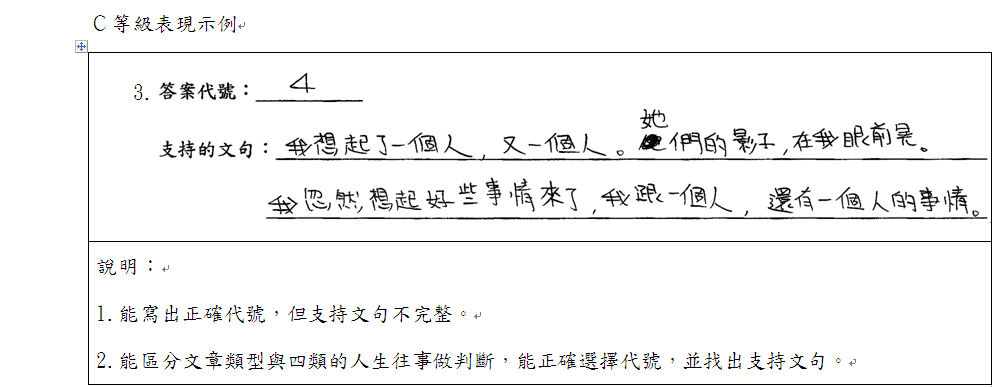 C等級表現示例
3. 答案代號：4
支持的文句：我想起了一個人，又一個人。她們的影子，在我眼前晃。
我忽然想起好些事情來了，我跟一個人，還有一個人的事情。
說明：
1.能寫出正確代號，但支持文句不完整。
2.能區分文章類型與四類的人生往事做判斷，能正確選擇代號，並找出支持文句。